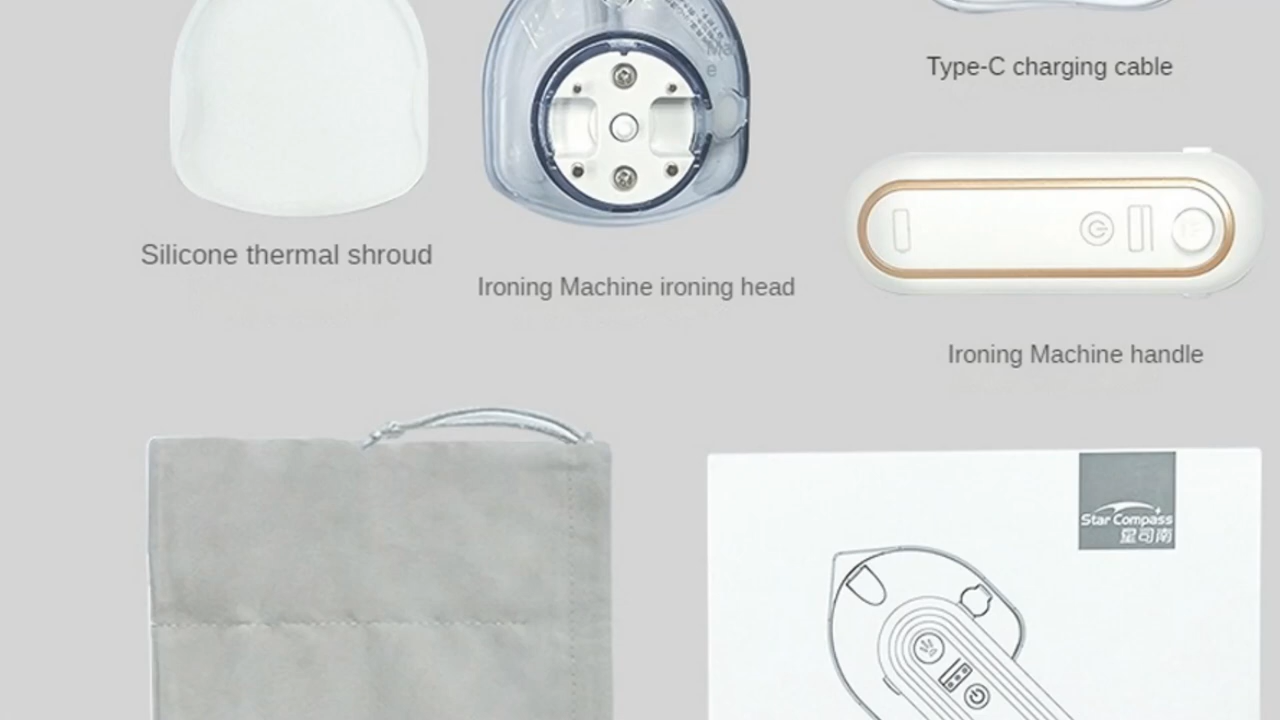 Type-C charging cable
Silicone thermal shroud
Ironing Machine ironing head
Ironing Machine handle
Star Compass
星司南